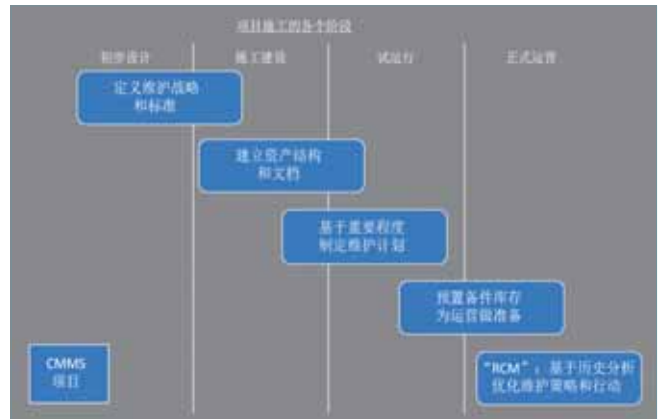 项目施工的各个阶段
初步设计
施工建设
试运行
正式运营
定义维护战略
和标准
建立资产结构
和文档
基于重要程度
制定维护计划
预置备件库存
为运营做准备
CMMS
项目
“RCM”：基于历史分析
优化维护策略和行动